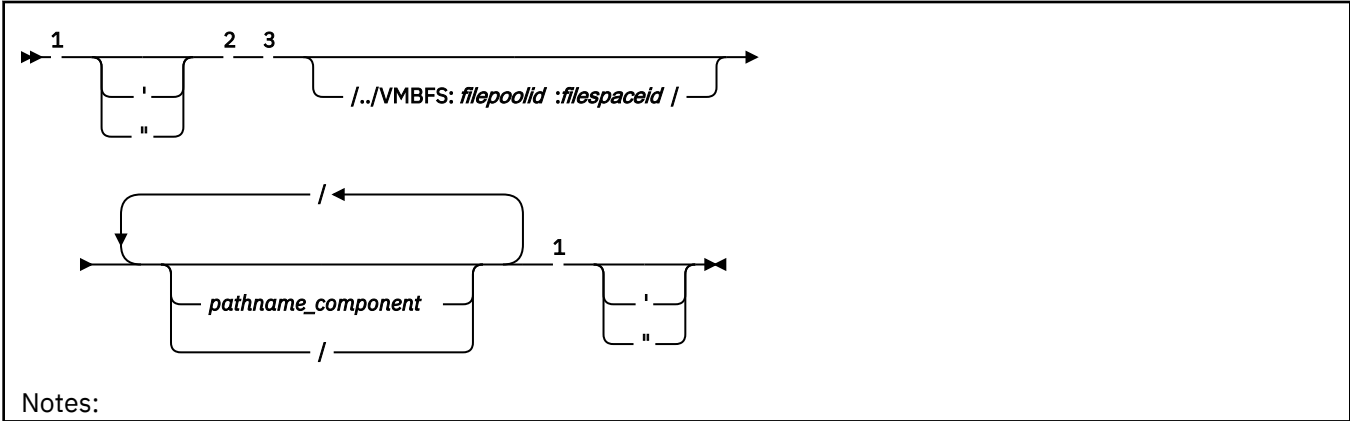 1 2 3
'
/../VMBFS: filepoolid :filespaceid /
"
/
1
pathname_component '
/ "
Notes: